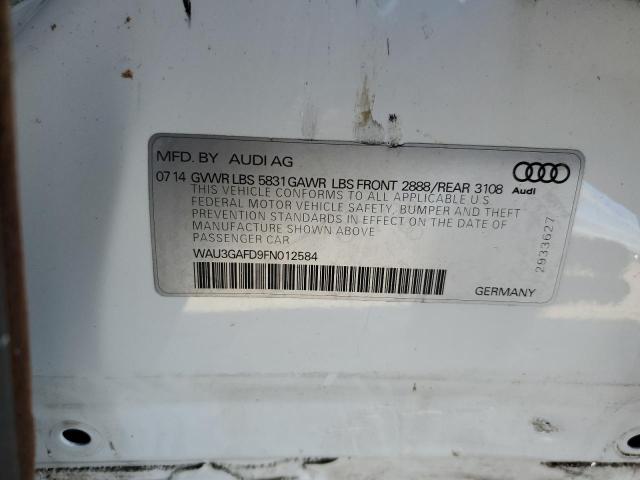 MFD. BY AUDI AG
07 14 GVWR LBS 5831 GAWR LBS FRONT 2888/REAR 3108
THIS VEHICLE CONFORMS TO ALL APPLICABLE U.S
FEDERAL MOTOR VEHICLE SAFETY, BUMPER AND THEFT
PREVENTION STANDARDS IN EFFECT ON THE DATE OF
MANUFACTURE SHOWN ABOVE
PASSENGER CAR
WAU3GAFD9FN012584
Audi
2933627
GERMANY